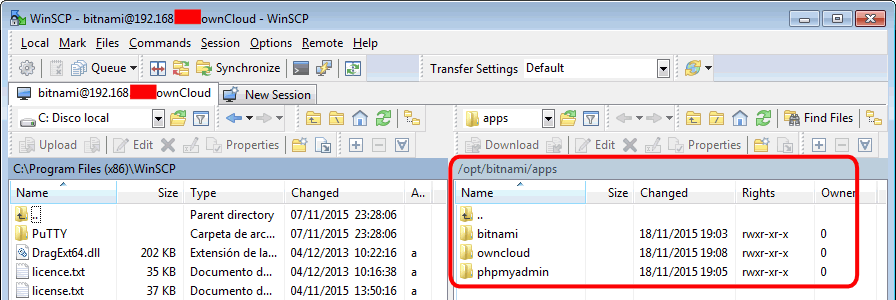 WinSCP - bitnami@192.168 ownCloud - WinSCP
Local Mark Files Commands Session Options Remote Help
Queue Synchronize Transfer Settings Default
bitnami@192.168 ownCloud New Session
C: Disco local apps Find Files
Upload Edit Properties Download Edit Properties
C:\Program Files (x86)\WinSCP /opt/bitnami/apps
Name Size Type Changed A.. Name Size Changed Rights Owner
.. Parent directory 07/11/2015 23:28:06 ..
PuTTY Carpeta de arc... 07/11/2015 23:28:06 bitnami 18/11/2015 19:03 rwxr-xr-x 0
DragExt64.dll 202 KB Extensión de la... 04/12/2013 10:22:16 a owncloud 18/11/2015 19:08 rwxr-xr-x 0
licence.txt 35 KB Documento d... 04/12/2013 10:16:38 a phpmyadmin 18/11/2015 19:05 rwxr-xr-x 0
license.txt 37 KB Documento d... 04/11/2015 13:50:16 a